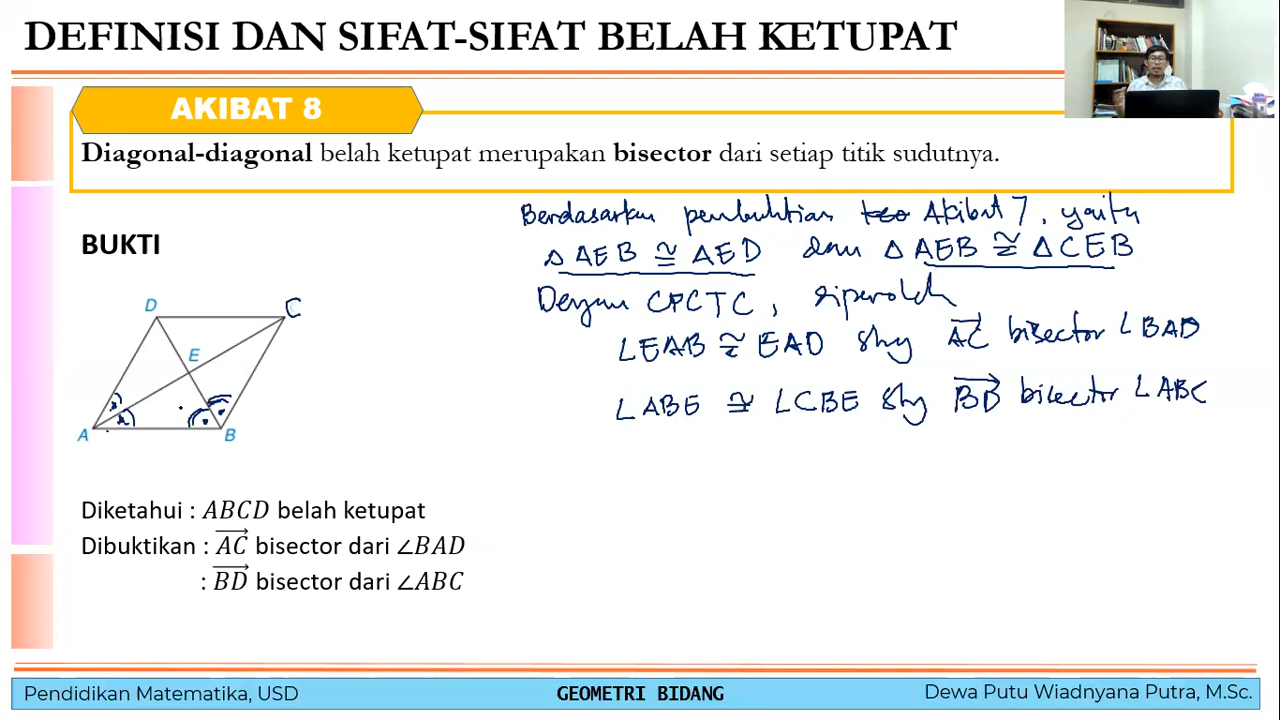 DEFINISI DAN SIFAT-SIFAT BELAH KETUPAT
AKIBAT 8
Diagonal-diagonal belah ketupat merupakan bisector dari setiap titik sudutnya.
BUKTI
Berdasarkan pembuktian Akibat 7, yaitu
△ AEB ≅ AED dan △ AEB ≅ △ CEB
Dengan CPCTC, diperoleh
∠EAB ≅ EAD shg AC bisector ∠BAD
∠ABE ≅ ∠CBE shg BD bisector ∠ABC
D
C
E
A
B
Diketahui : ABCD belah ketupat
Dibuktikan : AC bisector dari ∠BAD
: BD bisector dari ∠ABC
Pendidikan Matematika, USD
GEOMETRI BIDANG
Dewa Putu Wiadnyana Putra, M.Sc.